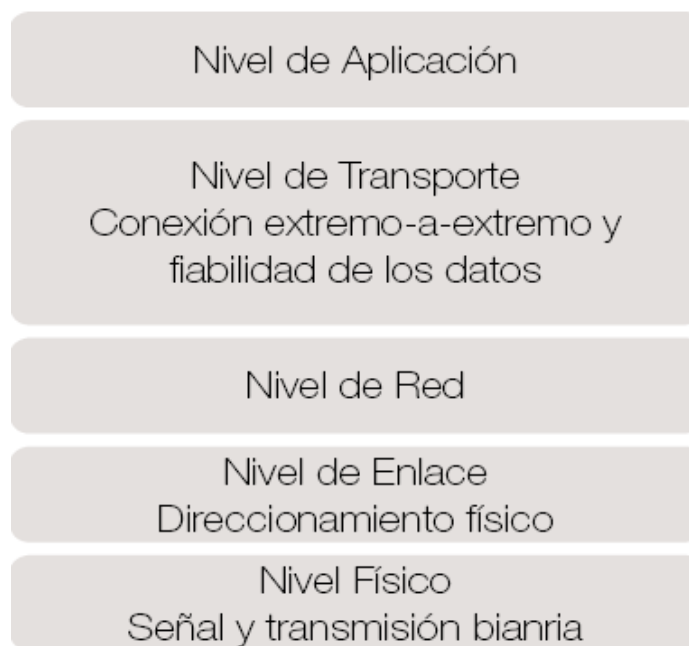 Nivel de Aplicación
Nivel de Transporte
Conexión extremo-a-extremo y
fiabilidad de los datos
Nivel de Red
Nivel de Enlace
Direccionamiento físico
Nivel Físico
Señal y transmisión bianria